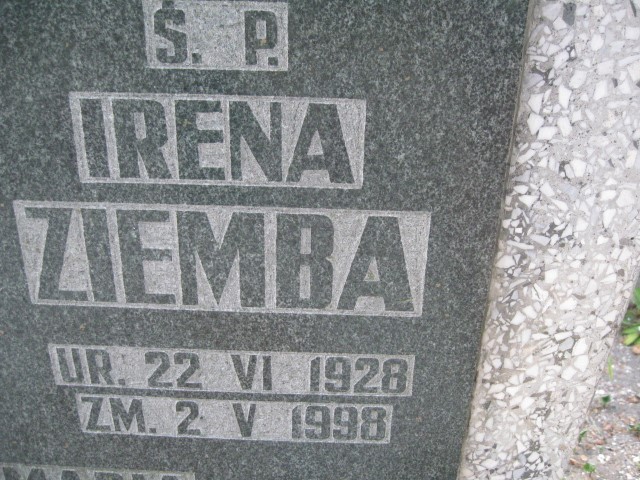 Ś. P.
IRENA
ZIEMBA
UR. 22 VI 1928
ZM. 2 V 1998